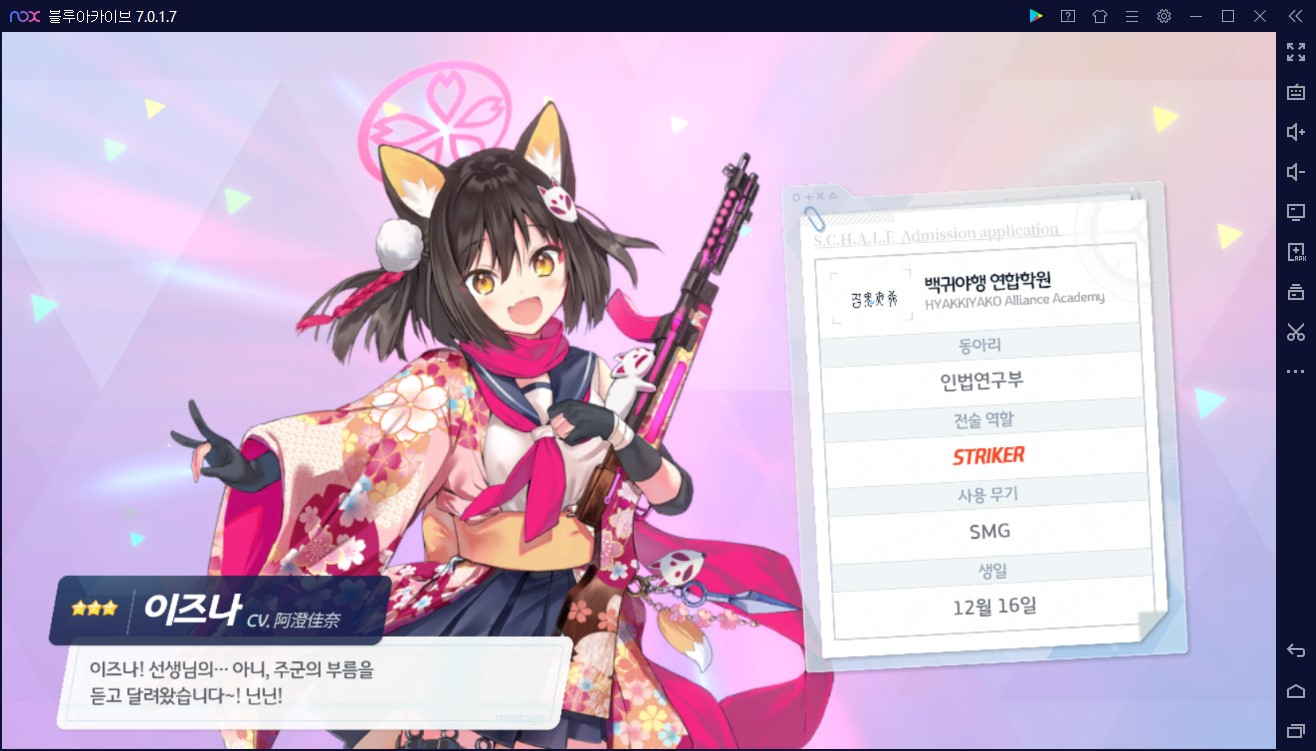 nox 블루아카이브 7.0.1.7
S.C.H.A.L.E Admission application
백귀야행 연합학원
HYAKKIYAKO Alliance Academy
동아리
인법연구부
전술 역할
STRIKER
사용 무기
SMG
생일
12월 16일
이즈나 CV. 阿澄佳奈
이즈나! 선생님의… 아니, 주군의 부름을
듣고 달려왔습니다~! 닌닌!
message